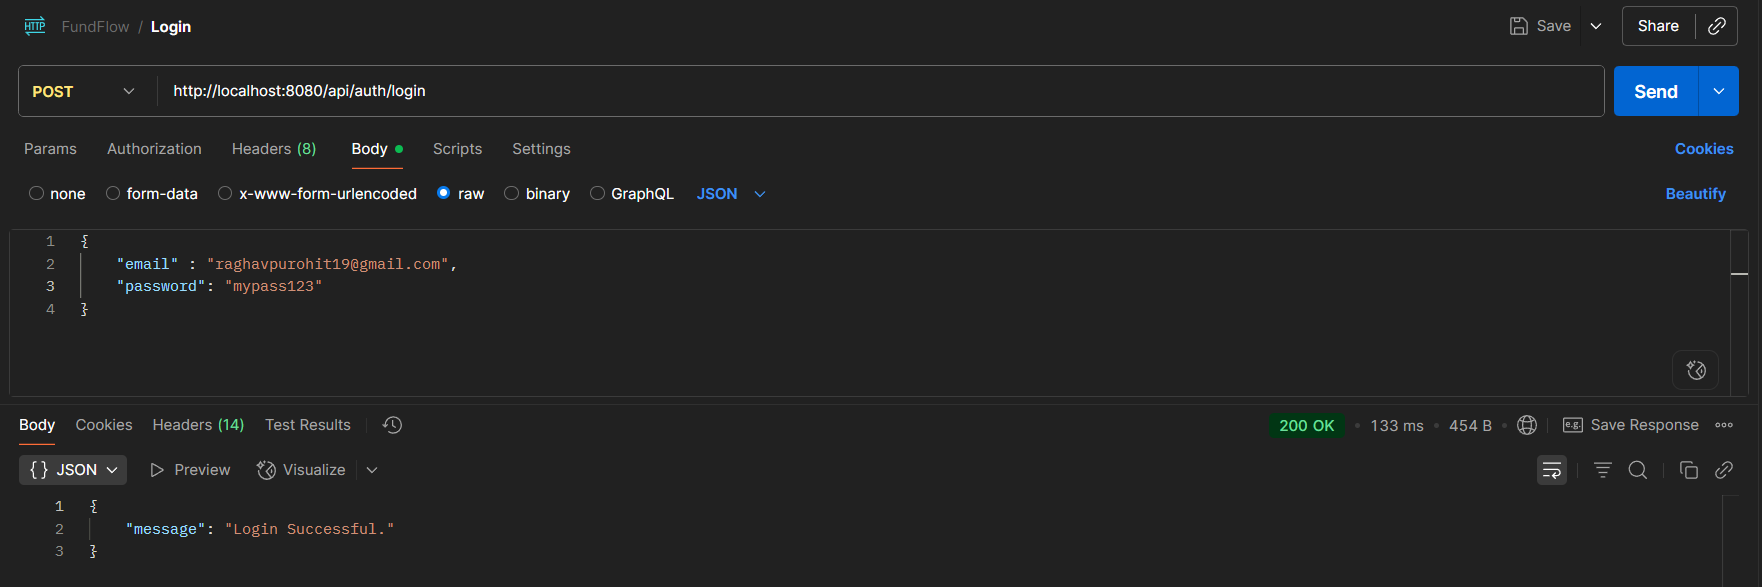 HTTP FundFlow / Login Save Share
POST http://localhost:8080/api/auth/login Send
Params Authorization Headers (8) Body Scripts Settings Cookies
none form-data x-www-form-urlencoded raw binary GraphQL JSON Beautify
1 {
2 "email" : "raghavpurohit19@gmail.com",
3 "password": "mypass123"
4 }
Body Cookies Headers (14) Test Results 200 OK • 133 ms • 454 B • e.g. Save Response
{} JSON Preview Visualize
1 {
2 "message": "Login Successful."
3 }